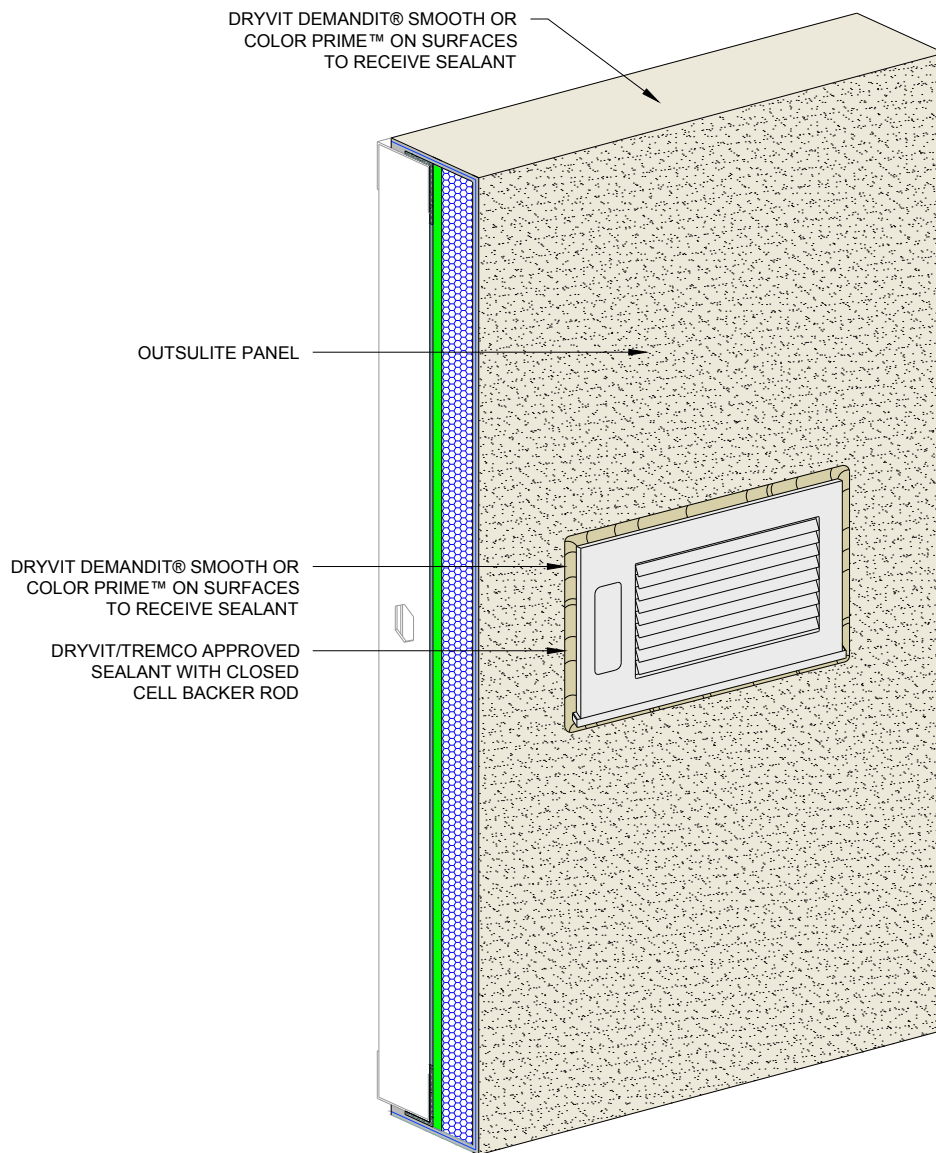 DRYVIT DEMANDIT® SMOOTH OR
COLOR PRIME™ ON SURFACES
TO RECEIVE SEALANT
OUTSULITE PANEL
DRYVIT DEMANDIT® SMOOTH OR
COLOR PRIME™ ON SURFACES
TO RECEIVE SEALANT
DRYVIT/TREMCO APPROVED
SEALANT WITH CLOSED
CELL BACKER ROD